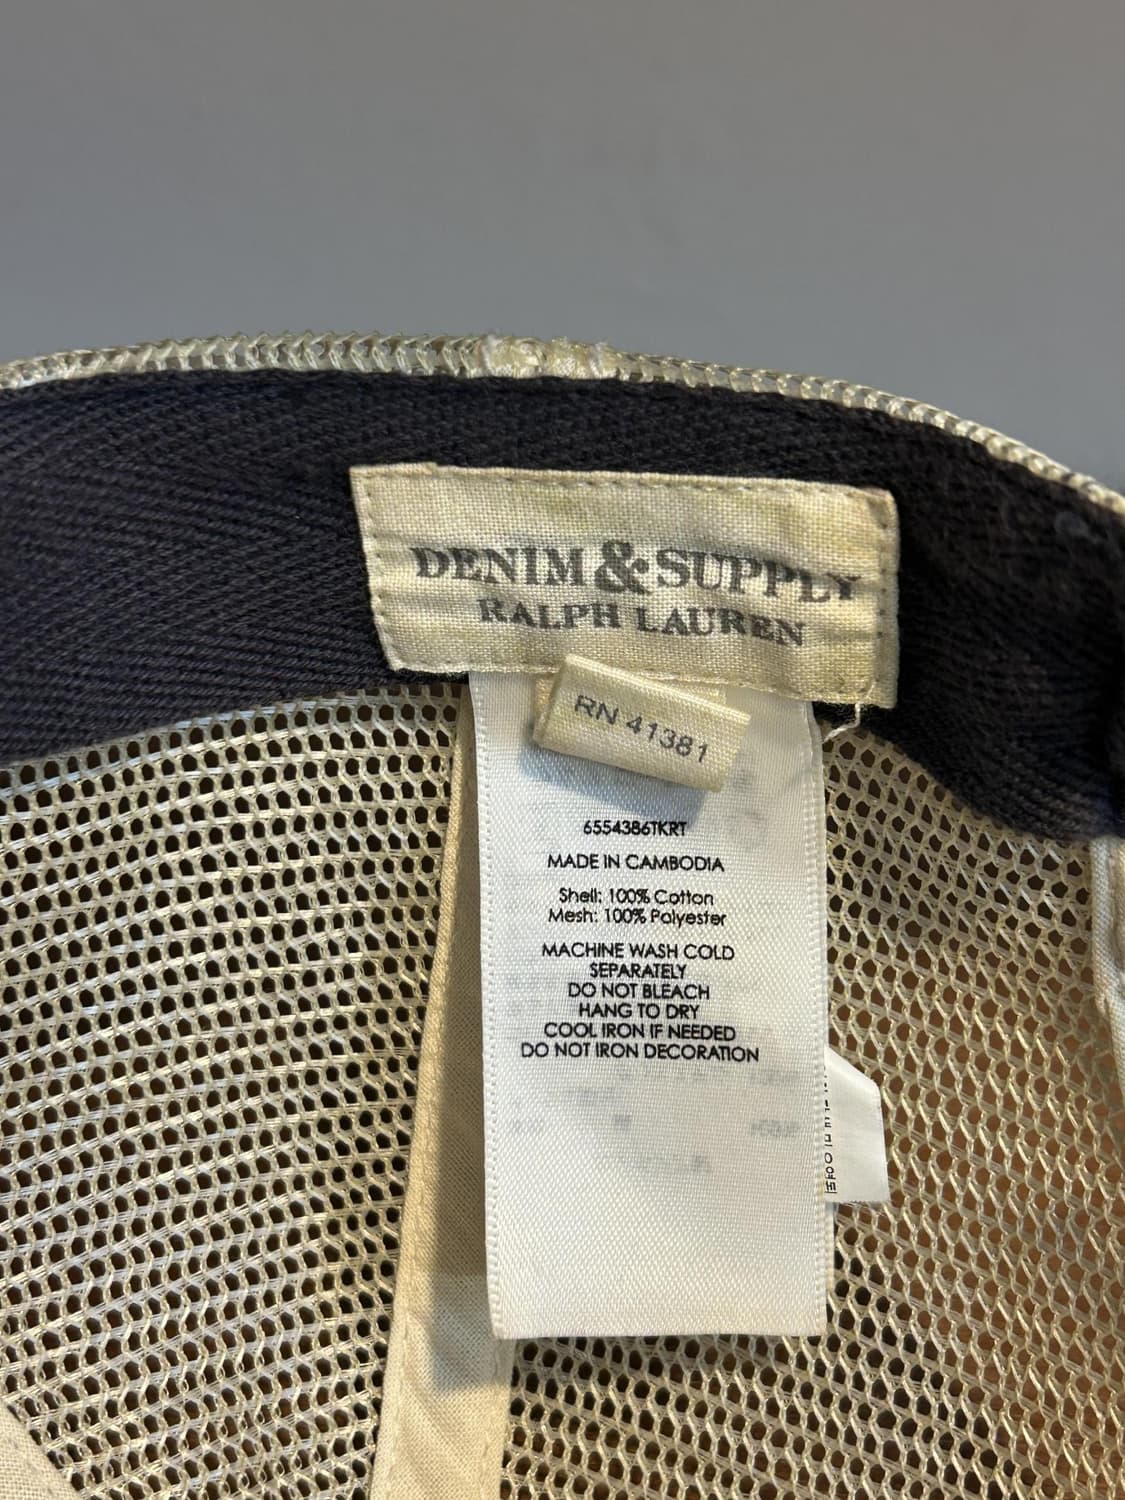 DENIM & SUPPLY
RALPH LAUREN
RN 41381
6554386TKRT
MADE IN CAMBODIA
Shell: 100% Cotton
Mesh: 100% Polyester
MACHINE WASH COLD
SEPARATELY
DO NOT BLEACH
HANG TO DRY
COOL IRON IF NEEDED
DO NOT IRON DECORATION